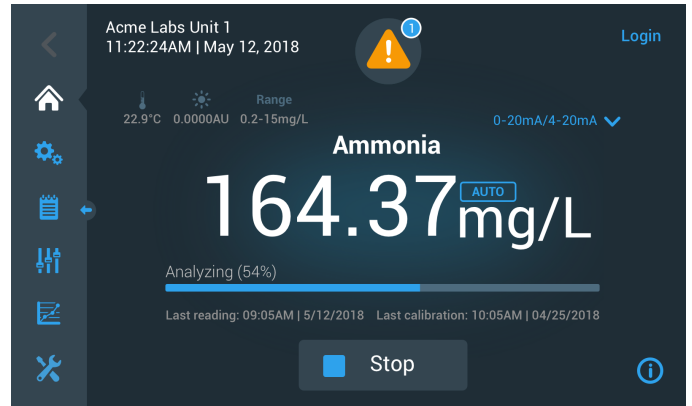 Acme Labs Unit 1
11:22:24AM | May 12, 2018
1
Login
Range
22.9°C 0.0000AU 0.2-15mg/L
0-20mA/4-20mA
Ammonia
AUTO
164.37mg/L
Analyzing (54%)
Last reading: 09:05AM | 5/12/2018 Last calibration: 10:05AM | 04/25/2018
Stop